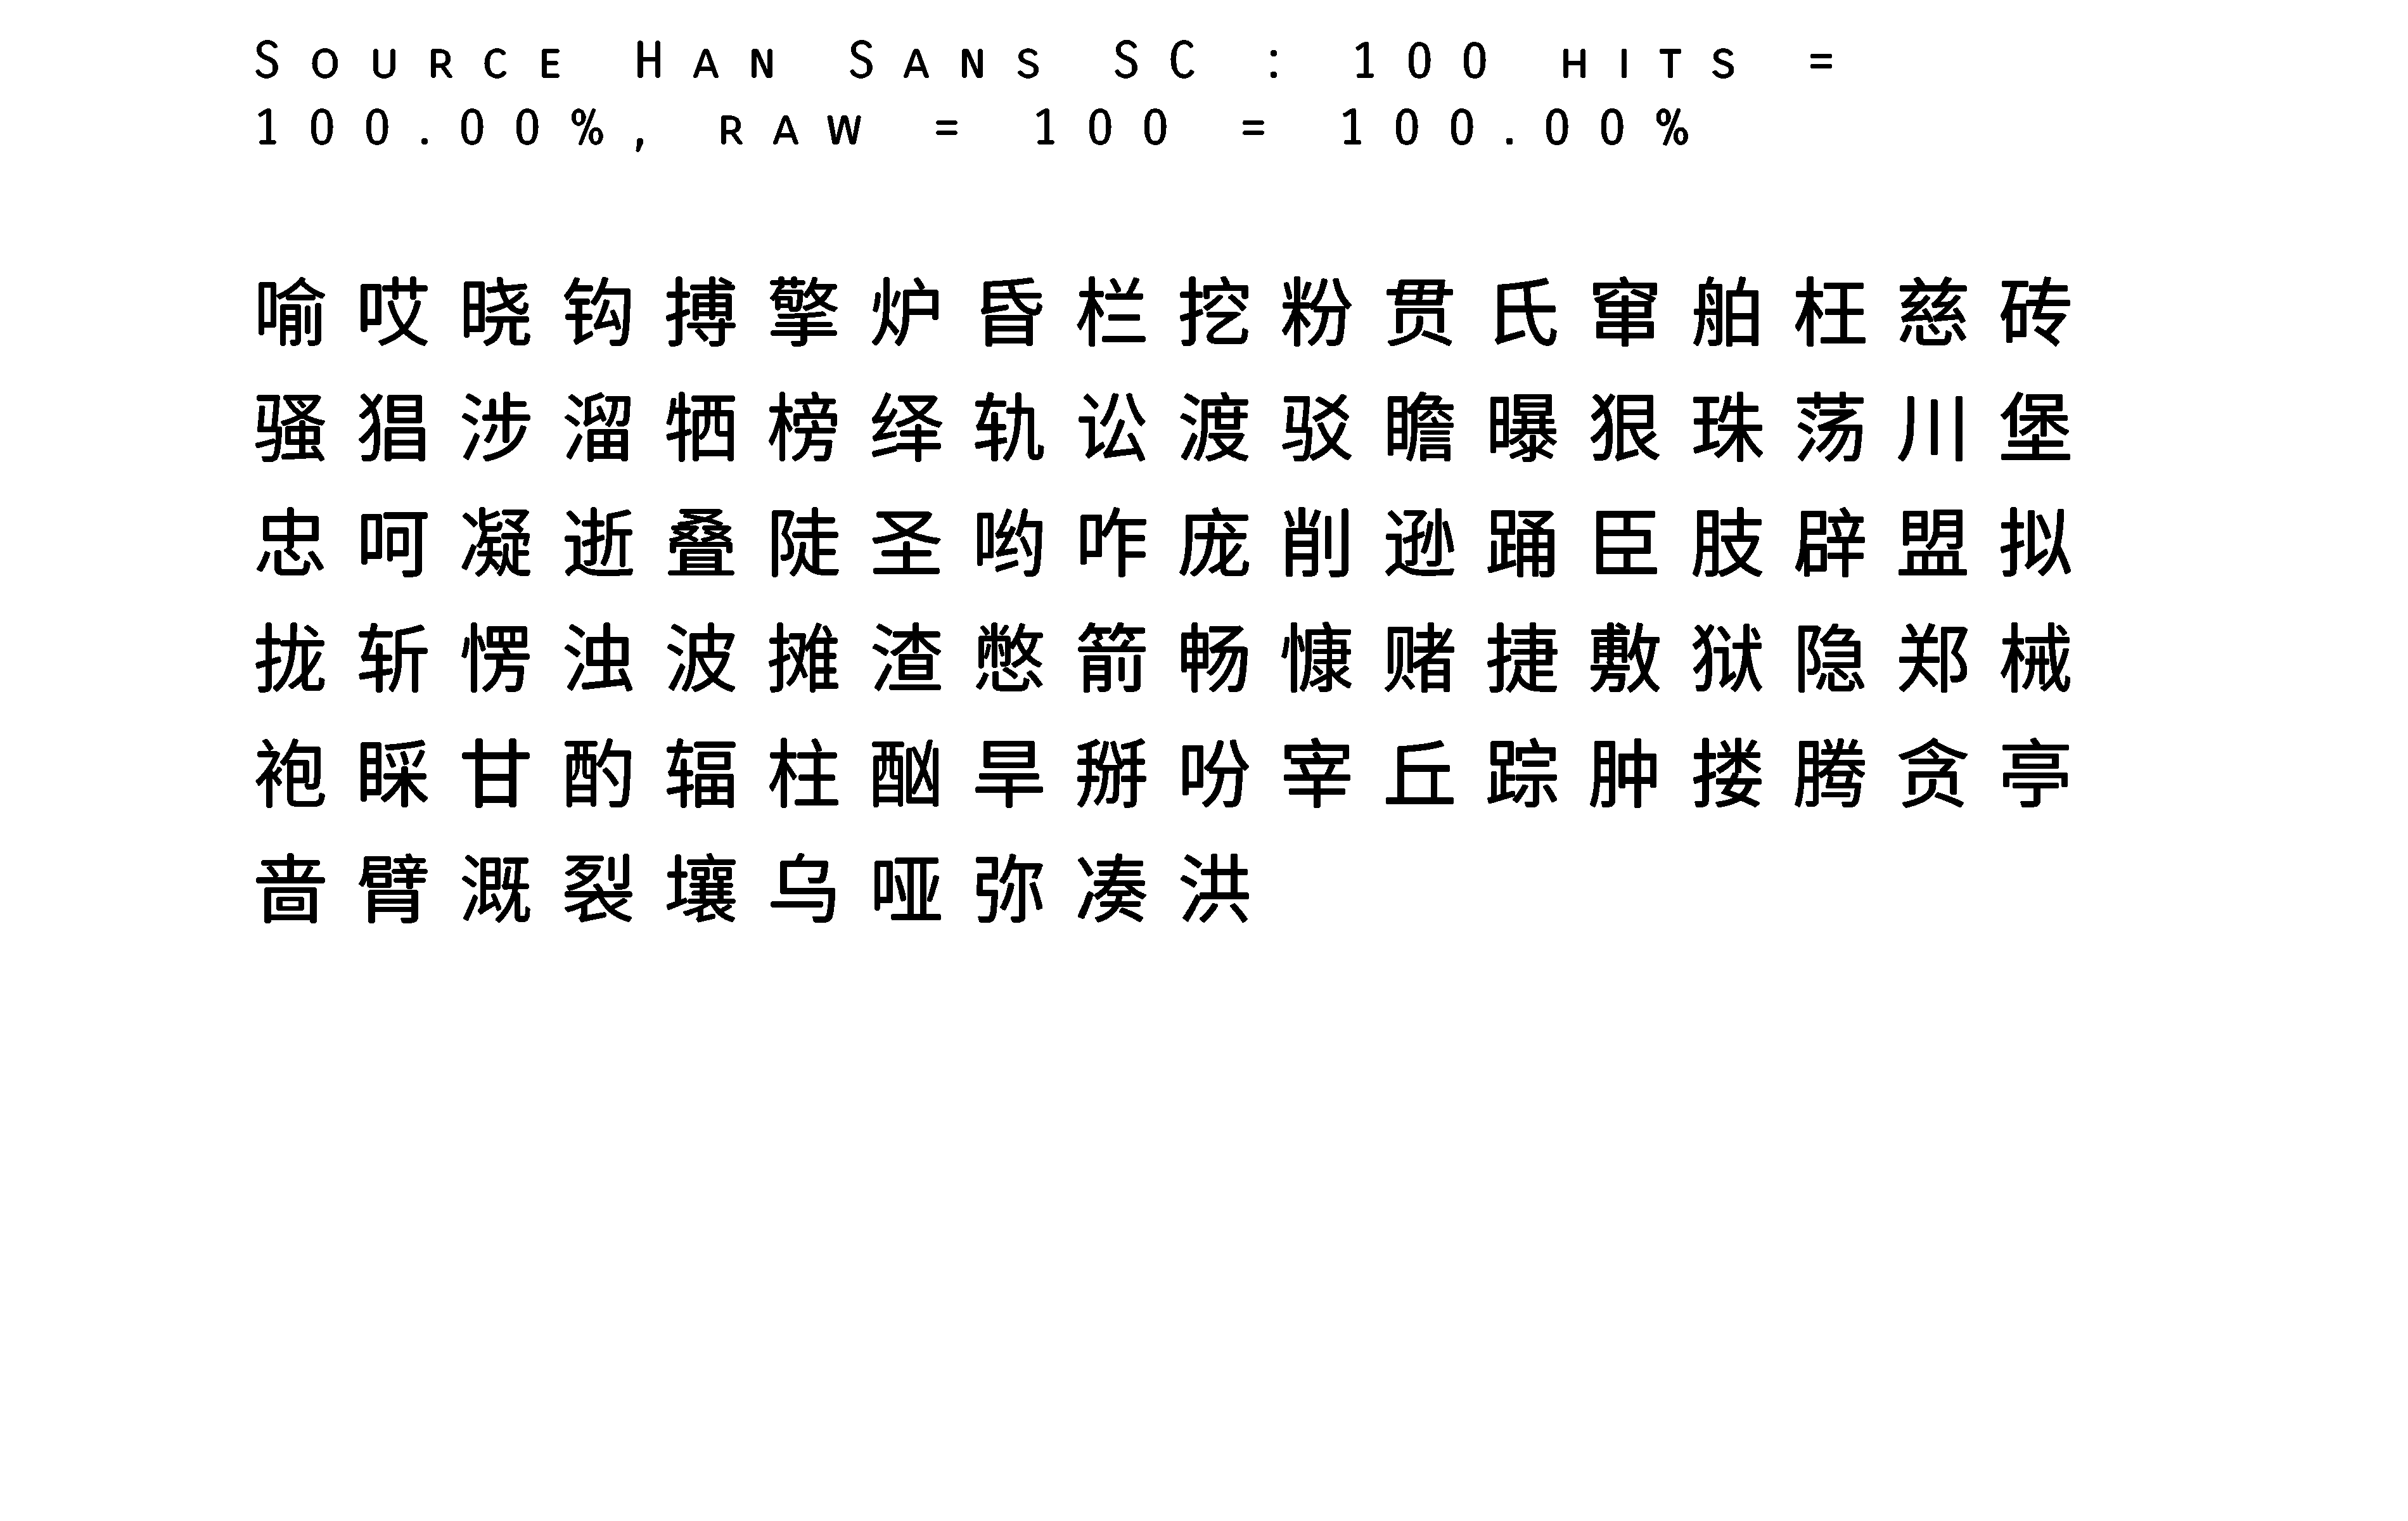 Source Han Sans SC : 100 hits =
100.00%, raw = 100 = 100.00%
喻哎晓钩搏擎炉昏栏挖粉贯氏窜舶枉慈砖
骚猖涉溜牺榜绎轨讼渡驳瞻曝狠珠荡川堡
忠呵凝逝叠陡圣哟咋庞削逊踊臣肢辟盟拟
拢斩愕浊波摊渣憋箭畅慷赌捷敷狱隐郑械
袍睬甘酌辐柱酗旱掰吩宰丘踪肿搂腾贪亭
啬臂溉裂壤乌哑弥凑洪